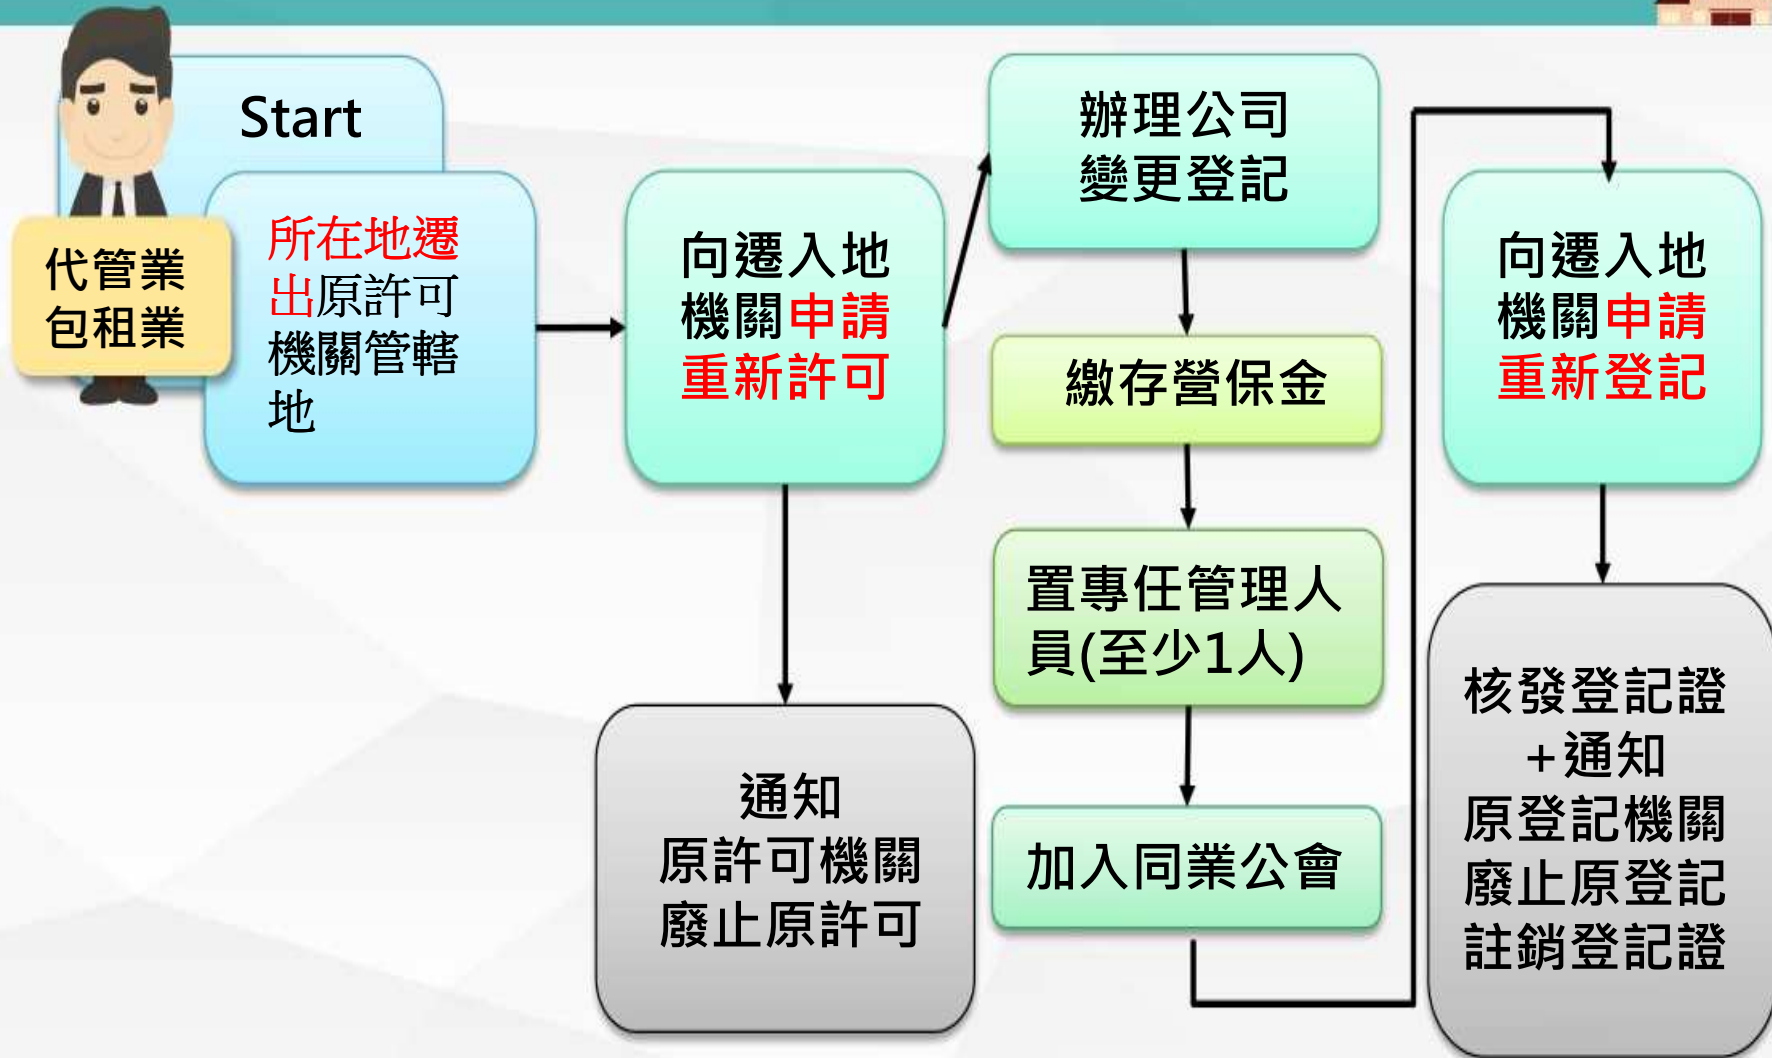 Start
代管業
包租業
所在地遷
出原許可
機關管轄
地
向遷入地
機關申請
重新許可
通知
原許可機關
廢止原許可
辦理公司
變更登記
繳存營保金
置專任管理人
員(至少1人)
加入同業公會
向遷入地
機關申請
重新登記
核發登記證
+通知
原登記機關
廢止原登記
註銷登記證